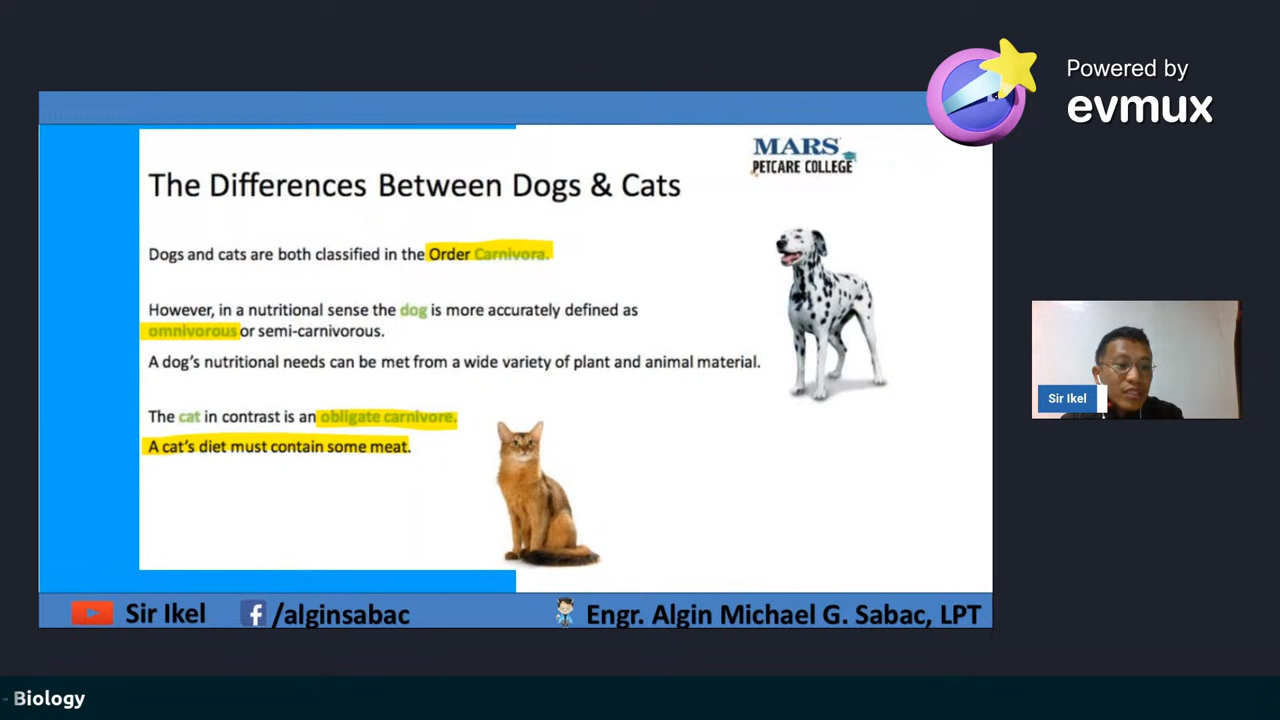 Powered by
evmux
MARS
PETCARE COLLEGE
The Differences Between Dogs & Cats
Dogs and cats are both classified in the Order Carnivora.
However, in a nutritional sense the dog is more accurately defined as
omnivorous or semi-carnivorous.
A dog's nutritional needs can be met from a wide variety of plant and animal material.
The cat in contrast is an obligate carnivore.
A cat's diet must contain some meat.
Sir Ikel
Sir Ikel /alginsabac Engr. Algin Michael G. Sabac, LPT
- Biology